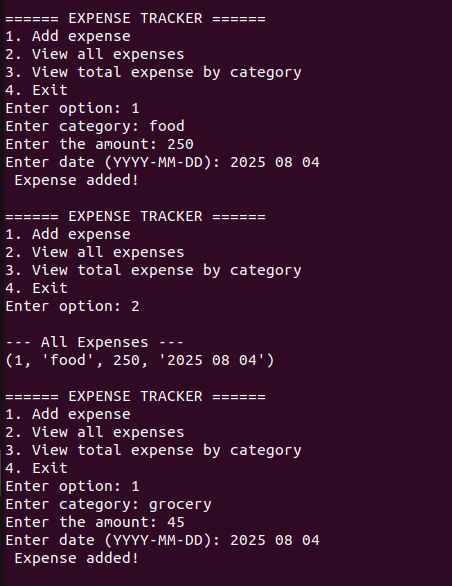 ====== EXPENSE TRACKER ======
1. Add expense
2. View all expenses
3. View total expense by category
4. Exit
Enter option: 1
Enter category: food
Enter the amount: 250
Enter date (YYYY-MM-DD): 2025 08 04
 Expense added!

====== EXPENSE TRACKER ======
1. Add expense
2. View all expenses
3. View total expense by category
4. Exit
Enter option: 2

--- All Expenses ---
(1, 'food', 250, '2025 08 04')

====== EXPENSE TRACKER ======
1. Add expense
2. View all expenses
3. View total expense by category
4. Exit
Enter option: 1
Enter category: grocery
Enter the amount: 45
Enter date (YYYY-MM-DD): 2025 08 04
 Expense added!